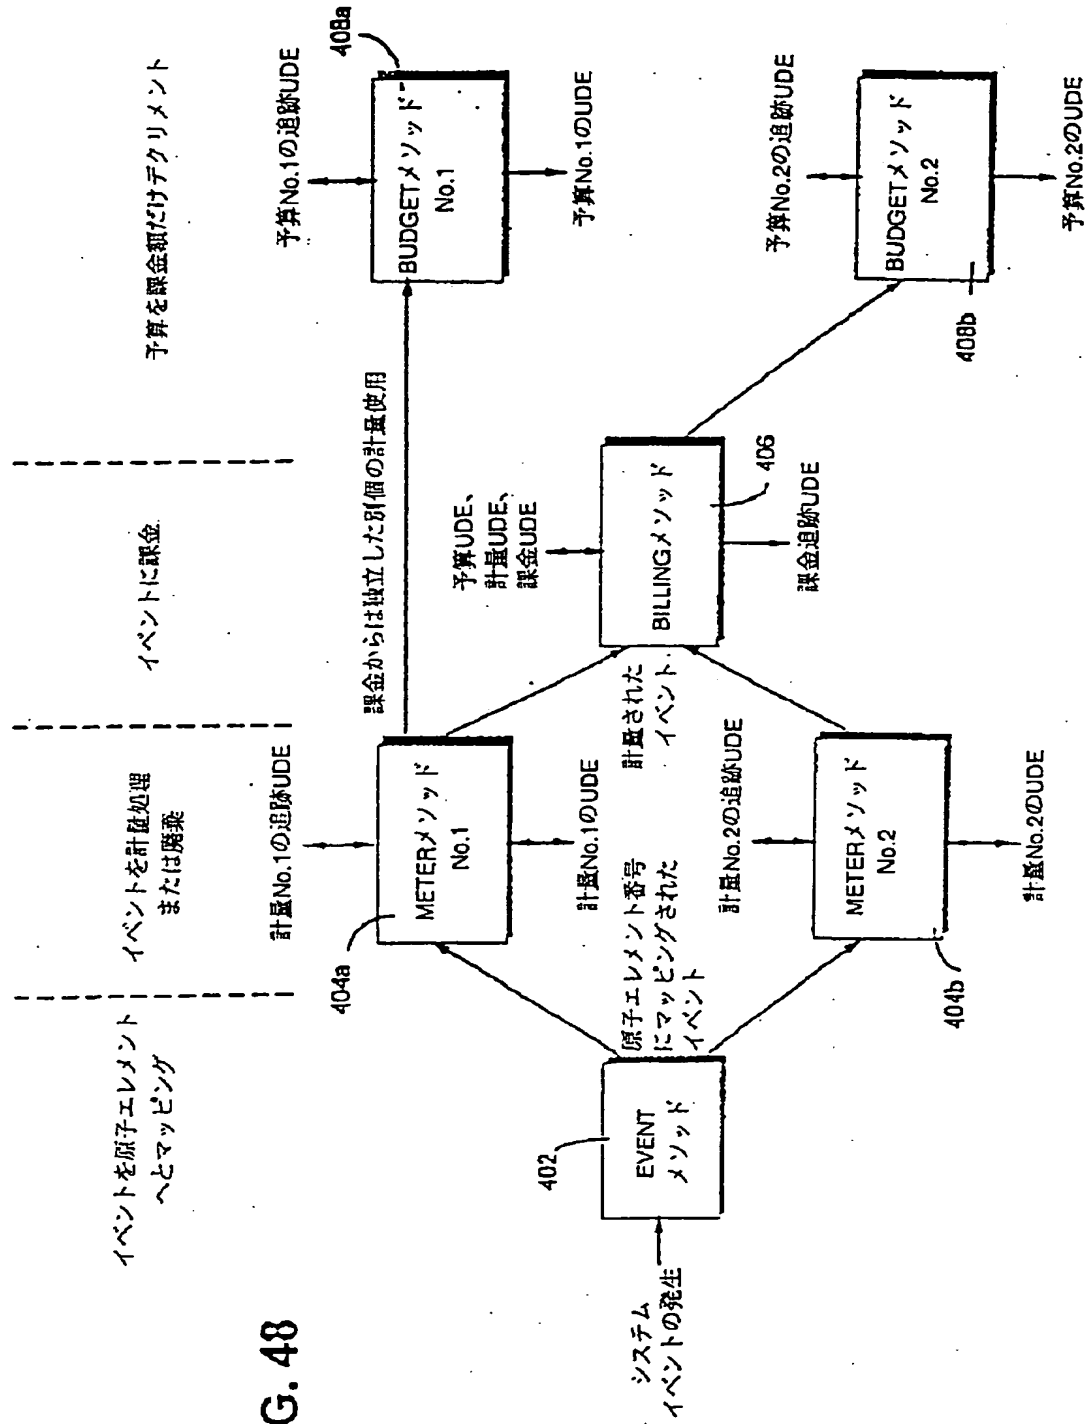 G. 48
イベントを原子エレメント
へとマッピング
イベントを計量処理
または廃棄
イベントに課金
予算を課金額だけデクリメント
システム
イベントの発生
402
EVENT
メソッド
原子エレメント番号
にマッピングされた
イベント
404a
計量No.1の追跡UDE
METERメソッド
No.1
計量No.1のUDE
計量No.2の追跡UDE
METERメソッド
No.2
404b
計量No.2のUDE
課金からは独立した別個の計量使用
計量された
イベント
予算UDE、
計量UDE、
課金UDE
BILLINGメソッド
406
課金追跡UDE
予算No.1の追跡UDE
408a
BUDGETメソッド
No.1
予算No.1のUDE
予算No.2の追跡UDE
BUDGETメソッド
No.2
408b
予算No.2のUDE